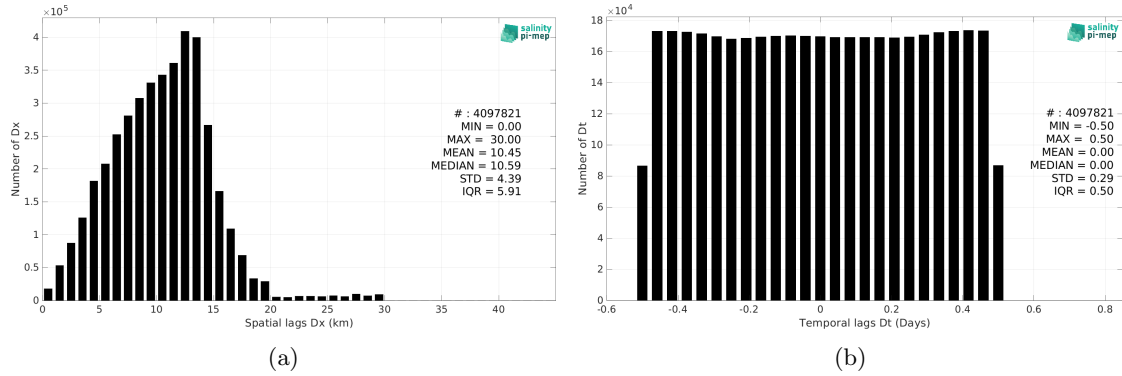 ×10⁵
4
3.5
3
2.5
2
1.5
1
0.5
0
0 5 10 15 20 25 30 35 40
Number of Dx
Spatial lags Dx (km)
salinity
pi-mep
# : 4097821
MIN = 0.00
MAX = 30.00
MEAN = 10.45
MEDIAN = 10.59
STD = 4.39
IQR = 5.91
(a)
×10⁴
18
16
14
12
10
8
6
4
2
0
-0.6 -0.4 -0.2 0 0.2 0.4 0.6 0.8
Number of Dt
Temporal lags Dt (Days)
salinity
pi-mep
# : 4097821
MIN = -0.50
MAX = 0.50
MEAN = 0.00
MEDIAN = 0.00
STD = 0.29
IQR = 0.50
(b)